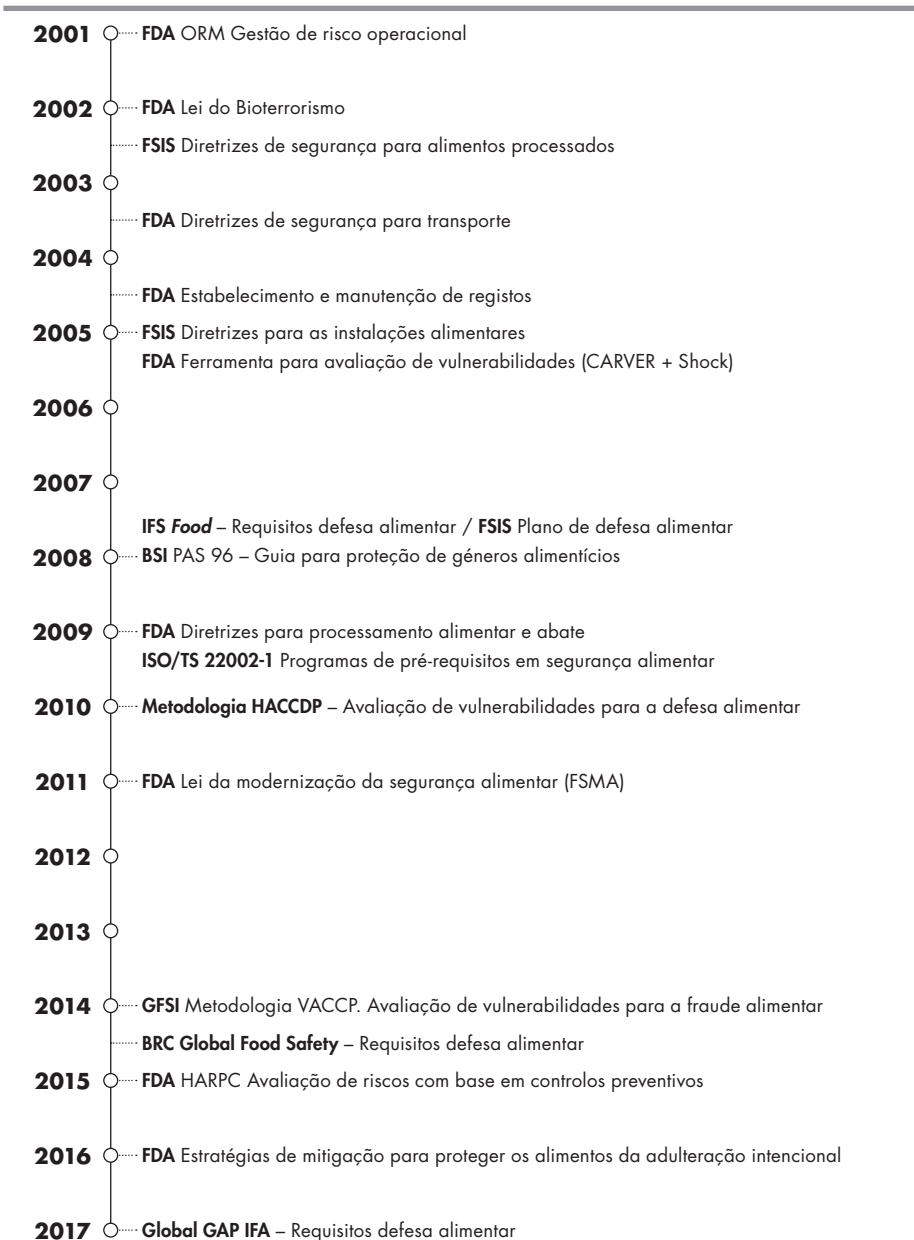 2001 FDA ORM Gestão de risco operacional
2002 FDA Lei do Bioterrorismo
FSIS Diretrizes de segurança para alimentos processados
2003
FDA Diretrizes de segurança para transporte
2004
FDA Estabelecimento e manutenção de registos
2005 FSIS Diretrizes para as instalações alimentares
FDA Ferramenta para avaliação de vulnerabilidades (CARVER + Shock)
2006
2007
IFS Food – Requisitos defesa alimentar / FSIS Plano de defesa alimentar
2008 BSI PAS 96 – Guia para proteção de géneros alimentícios
2009 FDA Diretrizes para processamento alimentar e abate
ISO/TS 22002-1 Programas de pré-requisitos em segurança alimentar
2010 Metodologia HACCDP – Avaliação de vulnerabilidades para a defesa alimentar
2011 FDA Lei da modernização da segurança alimentar (FSMA)
2012
2013
2014 GFSI Metodologia VACCP. Avaliação de vulnerabilidades para a fraude alimentar
BRC Global Food Safety – Requisitos defesa alimentar
2015 FDA HARPC Avaliação de riscos com base em controlos preventivos
2016 FDA Estratégias de mitigação para proteger os alimentos da adulteração intencional
2017 Global GAP IFA – Requisitos defesa alimentar